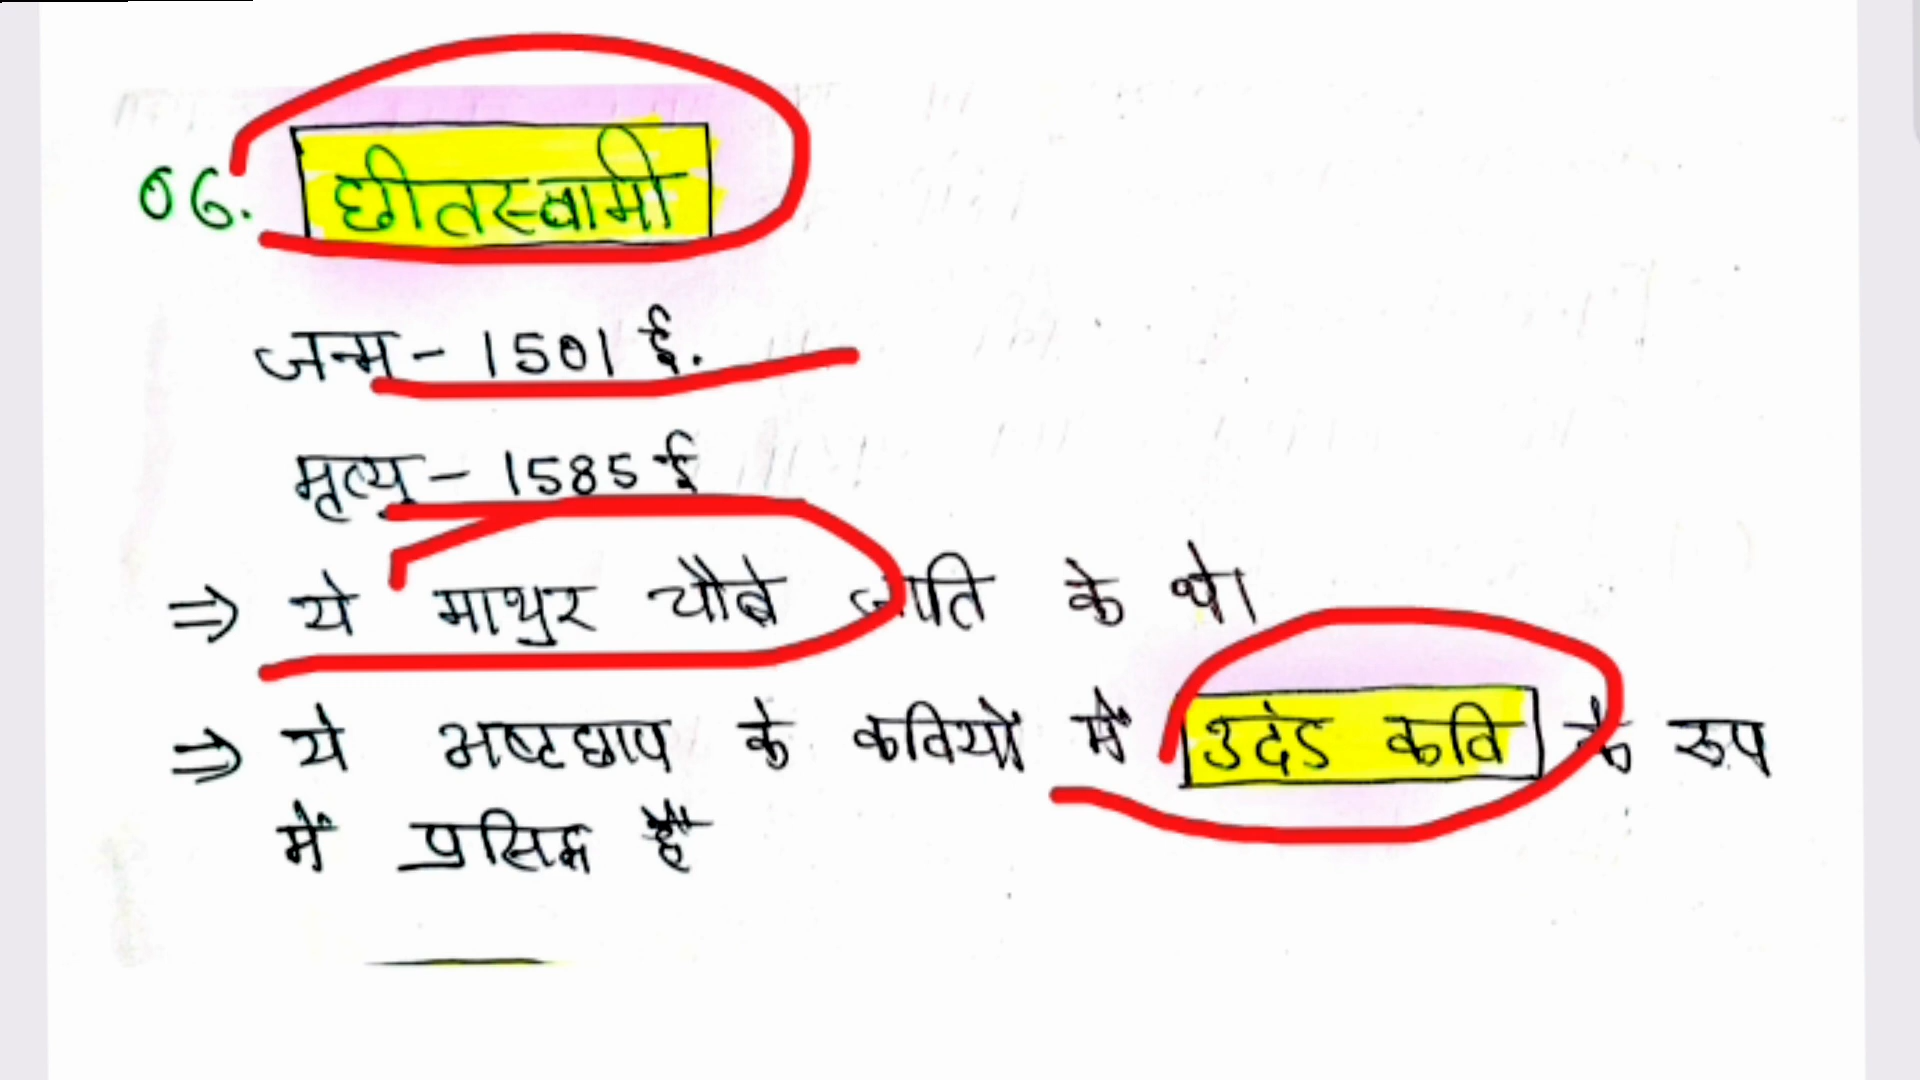 06. छीतस्वामी
जन्म - 1501 ई.
मृत्यु - 1585 ई
⇒ ये माथुर चौबे जाति के थे।
⇒ ये अष्टछाप के कवियों में उदंड कवि के रूप
में प्रसिद्ध हैं